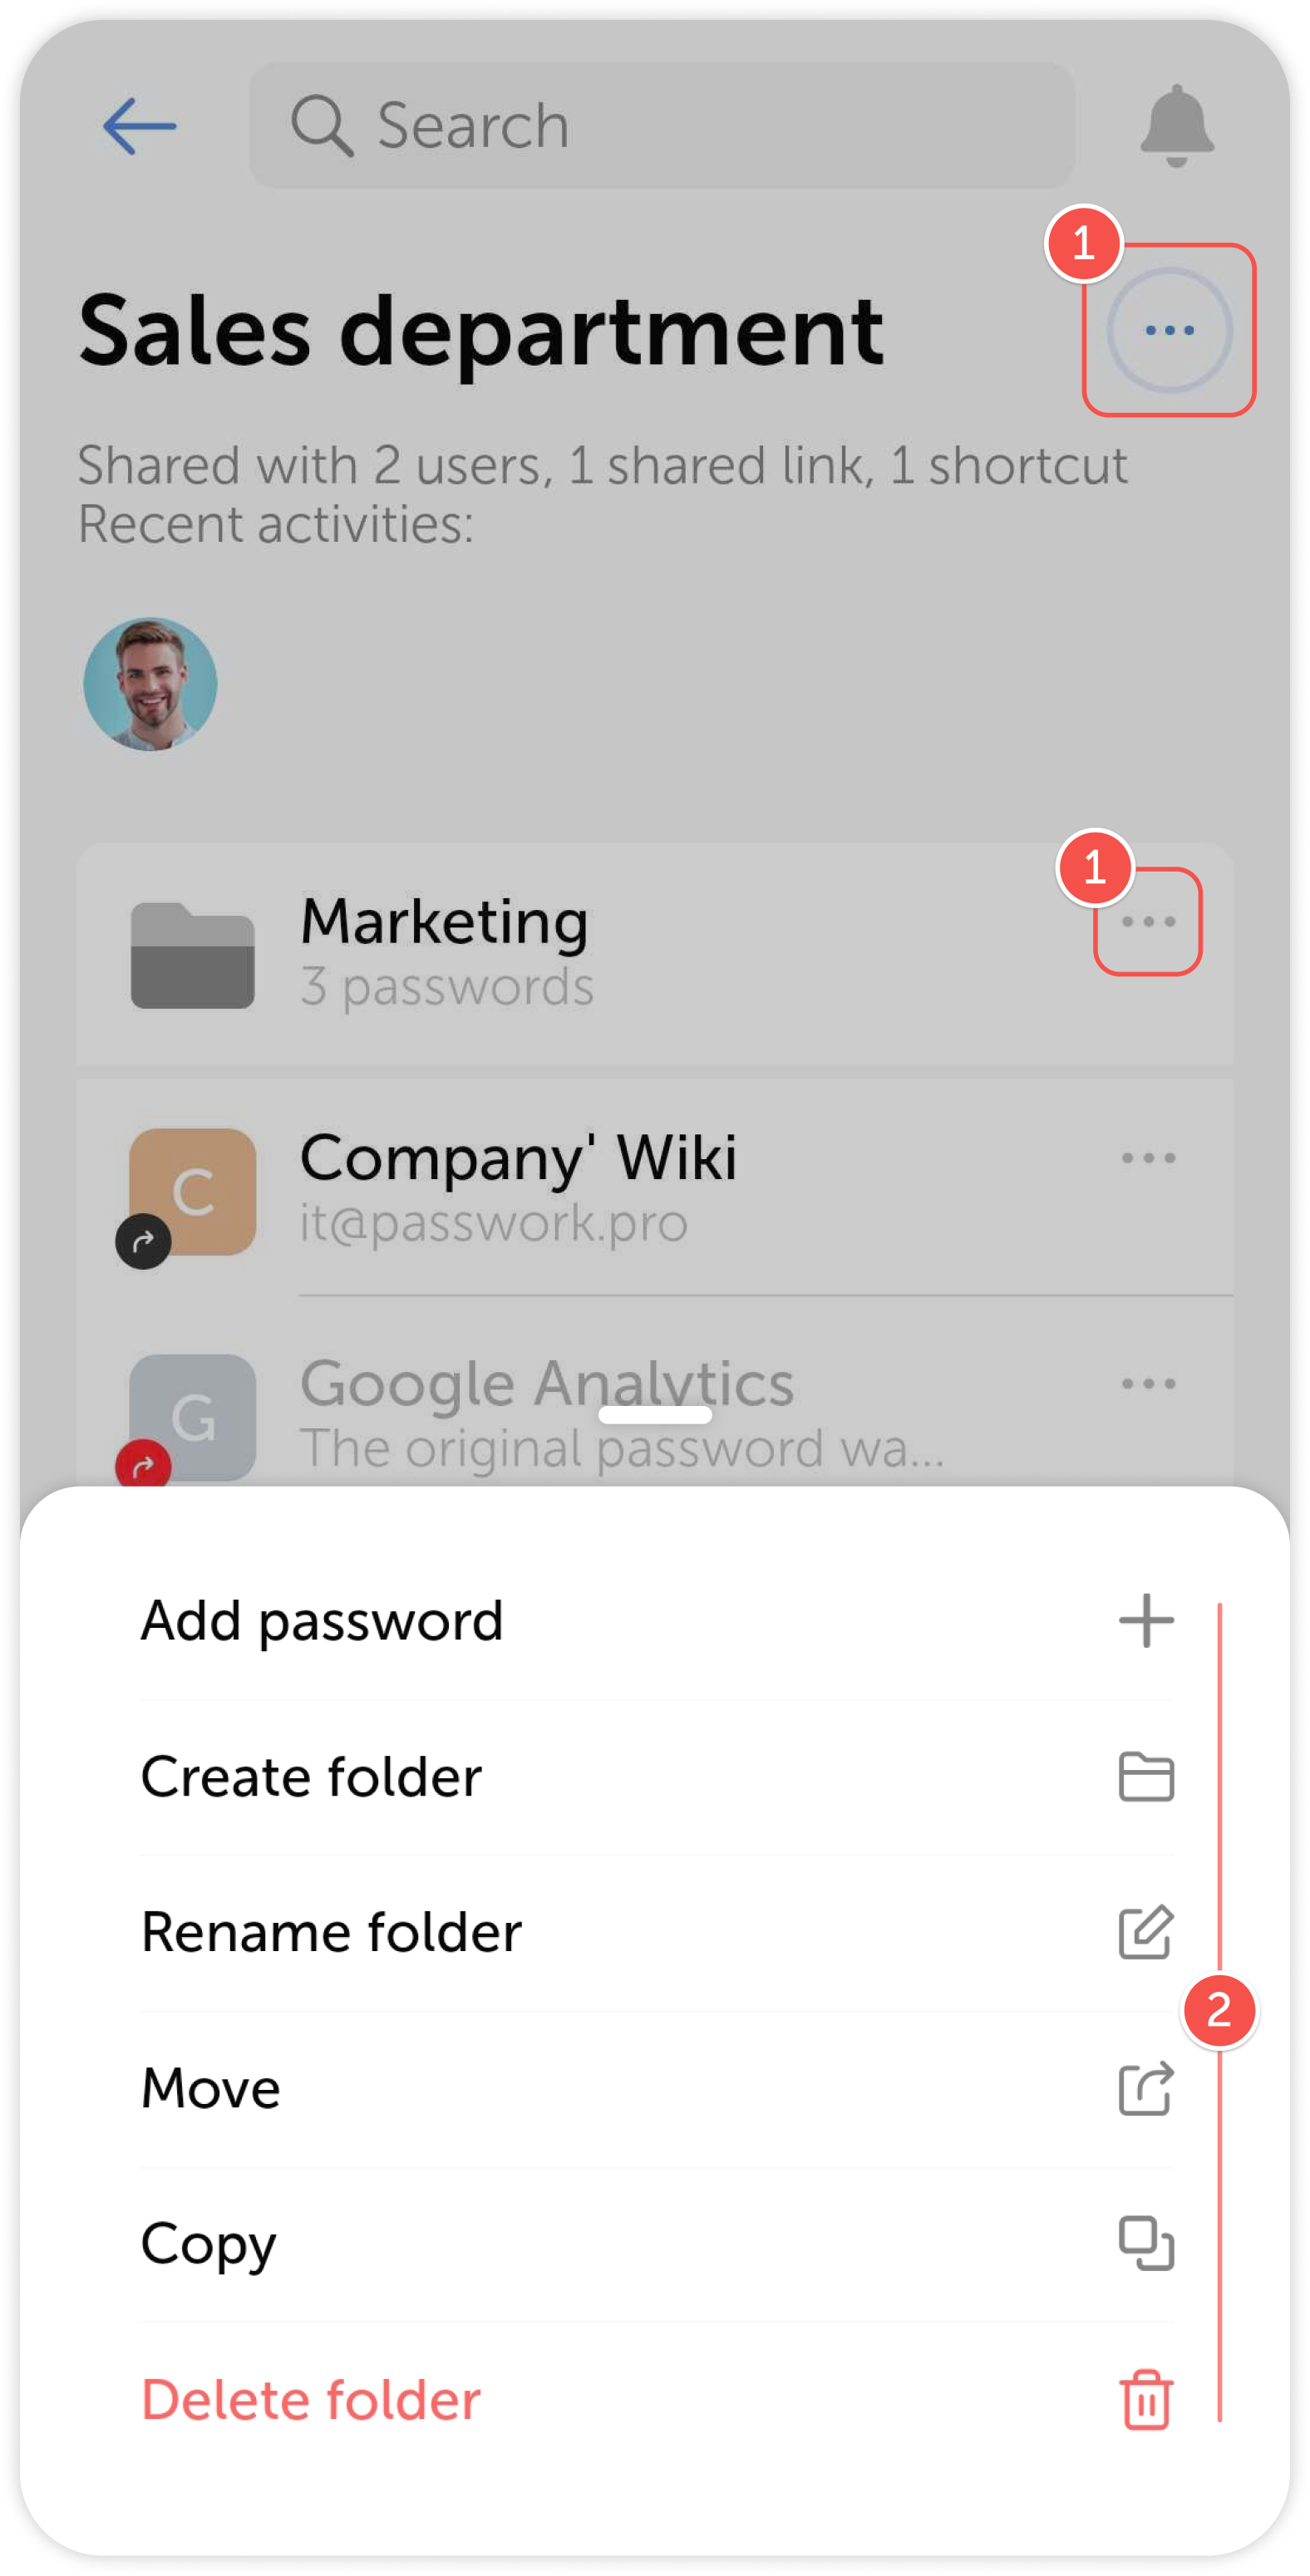 Search
1
Sales department
Shared with 2 users, 1 shared link, 1 shortcut
Recent activities:
1
Marketing
3 passwords
C
Company' Wiki
it@passwork.pro
G
Google Analytics
The original password wa...
Add password
Create folder
Rename folder
2
Move
Copy
Delete folder